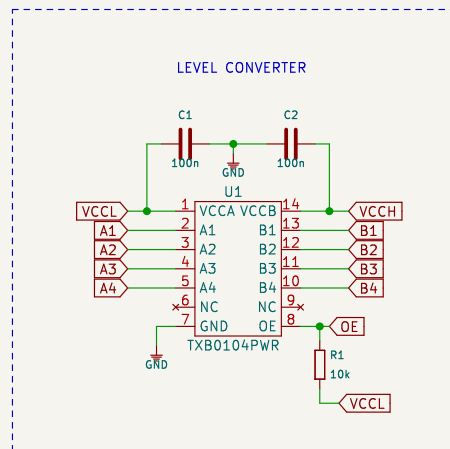 LEVEL CONVERTER
C1 C2
100n GND 100n
U1
VCCL 1 VCCA VCCB 14 VCCH
A1 2 A1 B1 13 B1
A2 3 A2 B2 12 B2
A3 4 A3 B3 11 B3
A4 5 A4 B4 10 B4
6 NC NC 9
7 GND OE 8 OE
TXB0104PWR
GND
R1
10k
VCCL